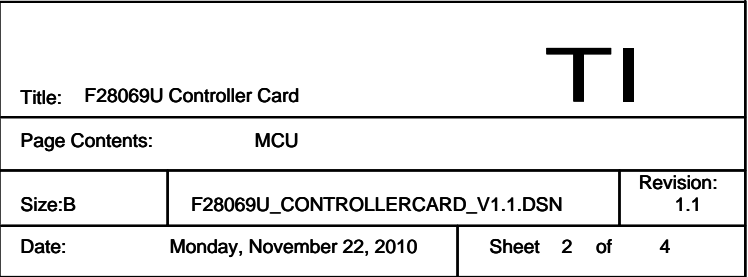 TI
Title: F28069U Controller Card
Page Contents: MCU
Size:B F28069U_CONTROLLERCARD_V1.1.DSN Revision:
1.1
Date: Monday, November 22, 2010 Sheet 2 of 4